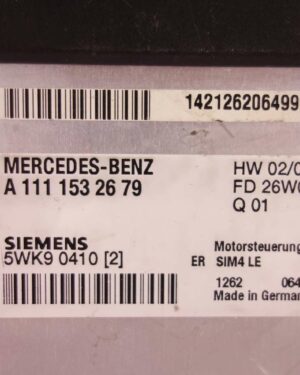 142126206499
MERCEDES-BENZ
A 111 153 26 79
HW 02/0
FD 26W0
Q 01
SIEMENS
5WK9 0410 [2]
Motorsteuerung
ER SIM4 LE
1262 064
Made in German